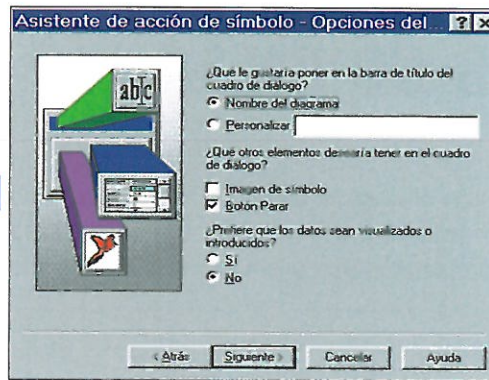 Asistente de acción de símbolo - Opciones del...
abc
¿Qué le gustaría poner en la barra de título del
cuadro de diálogo?
Nombre del diagrama
Personalizar
¿Qué otros elementos desearía tener en el cuadro
de diálogo?
Imagen de símbolo
Botón Parar
¿Prefiere que los datos sean visualizados o
introducidos?
Sí
No
< Atrás
Siguiente >
Cancelar
Ayuda